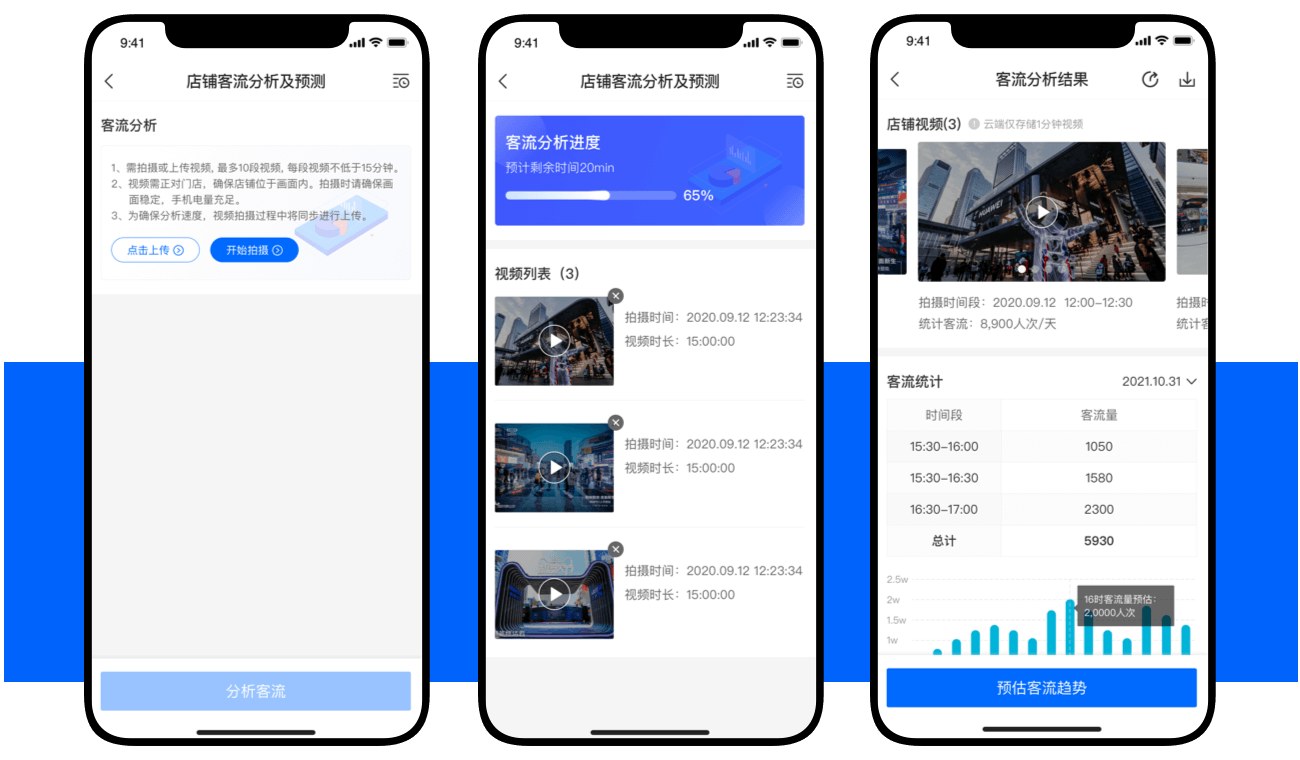 9:41
店铺客流分析及预测
客流分析
1、需拍摄或上传视频, 最多10段视频, 每段视频不低于15分钟。
2、视频需正对门店，确保店铺位于画面内。拍摄时请确保画
面稳定，手机电量充足。
3、为确保分析速度，视频拍摄过程中将同步进行上传。
点击上传
开始拍摄
分析客流
9:41
店铺客流分析及预测
客流分析进度
预计剩余时间20min
65%
视频列表（3）
拍摄时间：2020.09.12 12:23:34
视频时长：15:00:00
拍摄时间：2020.09.12 12:23:34
视频时长：15:00:00
拍摄时间：2020.09.12 12:23:34
视频时长：15:00:00
9:41
客流分析结果
店铺视频(3) 云端仅存储1分钟视频
HUAWEI
拍摄时间段：2020.09.12 12:00-12:30
统计客流：8,900人次/天
拍摄时
统计客
客流统计 2021.10.31
时间段 客流量
15:30-16:00 1050
15:30-16:30 1580
16:30-17:00 2300
总计 5930
2.5w
2w
1.5w
1w
16时客流量预估:
2,0000人次
预估客流趋势